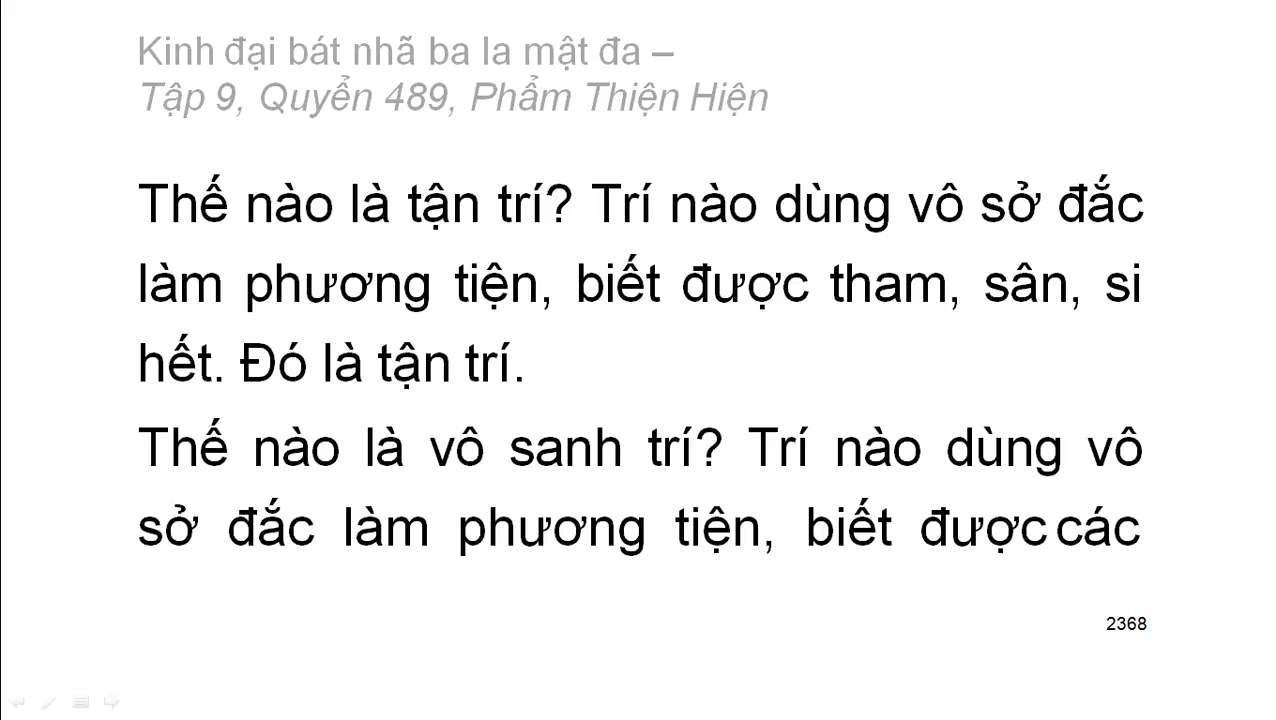 Kinh đại bát nhã ba la mật đa –
Tập 9, Quyển 489, Phẩm Thiện Hiện
Thế nào là tận trí? Trí nào dùng vô sở đắc
làm phương tiện, biết được tham, sân, si
hết. Đó là tận trí.
Thế nào là vô sanh trí? Trí nào dùng vô
sở đắc làm phương tiện, biết được các
2368